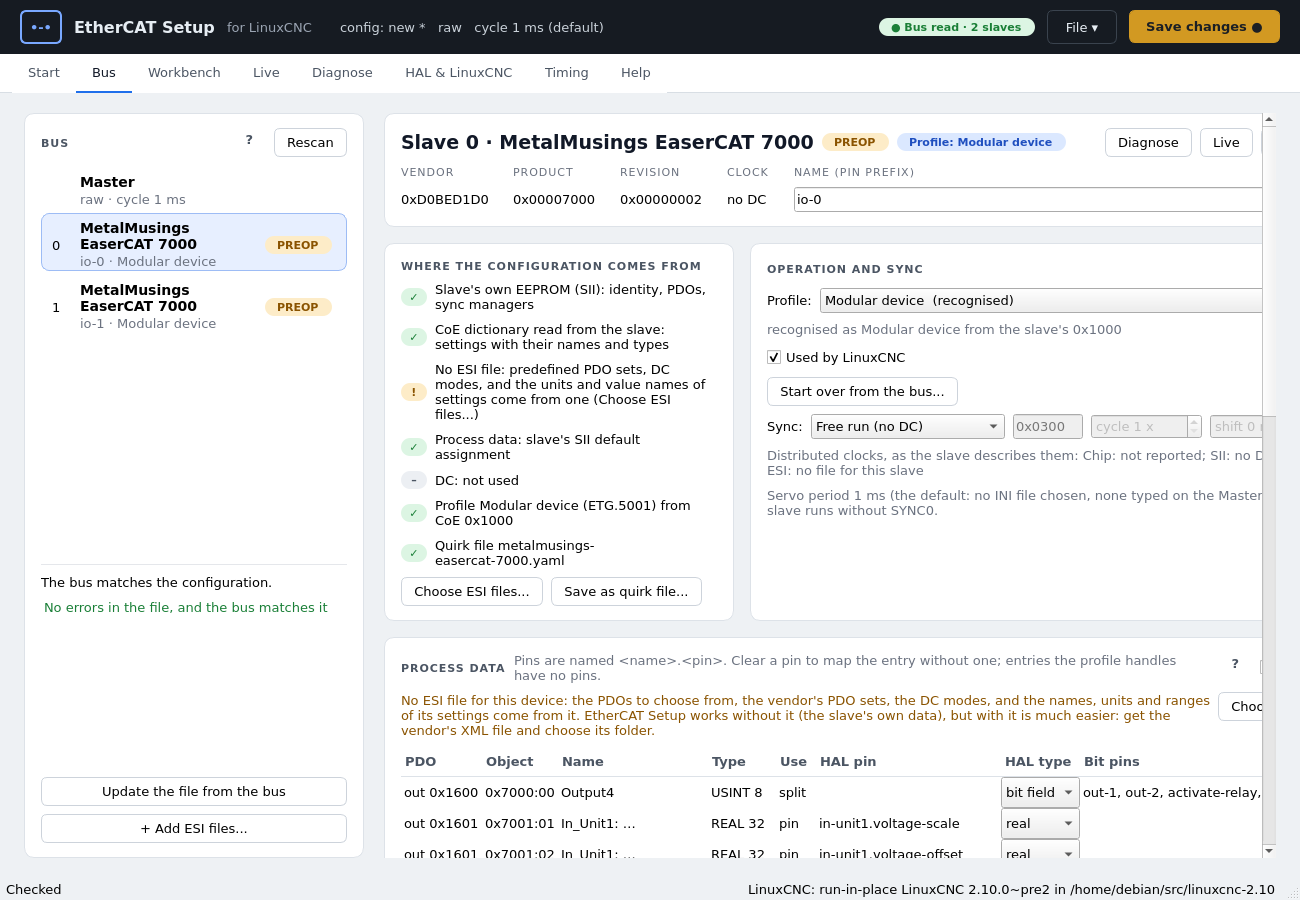 EtherCAT Setup for LinuxCNC config: new * raw cycle 1 ms (default) ● Bus read · 2 slaves File ▾ Save changes ●
Start Bus Workbench Live Diagnose HAL & LinuxCNC Timing Help
BUS ? Rescan
Master
raw · cycle 1 ms
0 MetalMusings EaserCAT 7000 PREOP
io-0 · Modular device
1 MetalMusings EaserCAT 7000 PREOP
io-1 · Modular device
The bus matches the configuration.
No errors in the file, and the bus matches it
Update the file from the bus
+ Add ESI files...
Slave 0 · MetalMusings EaserCAT 7000 PREOP Profile: Modular device Diagnose Live
VENDOR PRODUCT REVISION CLOCK NAME (PIN PREFIX)
0xD0BED1D0 0x00007000 0x00000002 no DC io-0
WHERE THE CONFIGURATION COMES FROM
✓ Slave's own EEPROM (SII): identity, PDOs,
sync managers
✓ CoE dictionary read from the slave:
settings with their names and types
! No ESI file: predefined PDO sets, DC
modes, and the units and value names of
settings come from one (Choose ESI
files...)
✓ Process data: slave's SII default
assignment
– DC: not used
✓ Profile Modular device (ETG.5001) from
CoE 0x1000
✓ Quirk file metalmusings-
easercat-7000.yaml
Choose ESI files... Save as quirk file...
OPERATION AND SYNC
Profile: Modular device (recognised)
recognised as Modular device from the slave's 0x1000
Used by LinuxCNC
Start over from the bus...
Sync: Free run (no DC) 0x0300 cycle 1 x shift 0
Distributed clocks, as the slave describes them: Chip: not reported; SII: no
ESI: no file for this slave
Servo period 1 ms (the default: no INI file chosen, none typed on the Master
slave runs without SYNC0.
PROCESS DATA Pins are named <name>.<pin>. Clear a pin to map the entry without one; entries the profile handles
have no pins. ?
No ESI file for this device: the PDOs to choose from, the vendor's PDO sets, the DC modes, and the names, units and ranges
of its settings come from it. EtherCAT Setup works without it (the slave's own data), but with it is much easier: get the
vendor's XML file and choose its folder.
Choo
PDO Object Name Type Use HAL pin HAL type Bit pins
out 0x1600 0x7000:00 Output4 USINT 8 split bit field out-1, out-2, activate-relay,
out 0x1601 0x7001:01 In_Unit1: ... REAL 32 pin in-unit1.voltage-scale real
out 0x1601 0x7001:02 In_Unit1: ... REAL 32 pin in-unit1.voltage-offset real
Checked LinuxCNC: run-in-place LinuxCNC 2.10.0~pre2 in /home/debian/src/linuxcnc-2.10